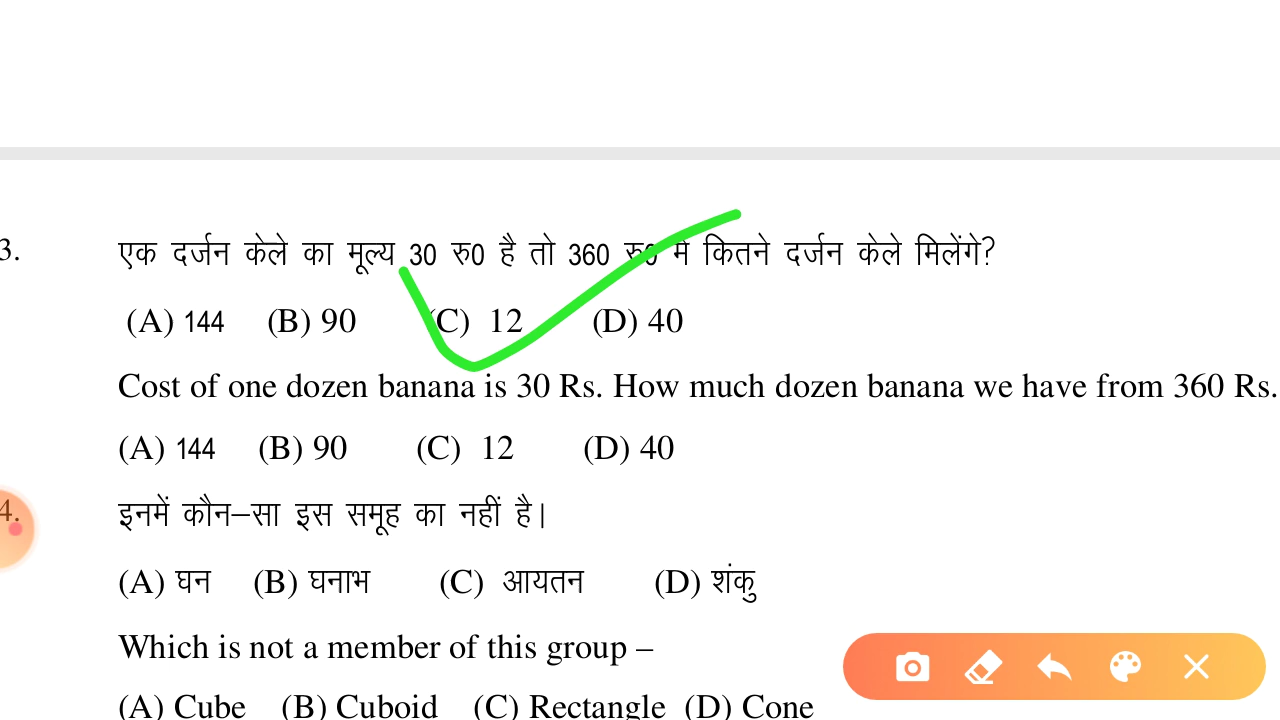 3. एक दर्जन केले का मूल्य 30 रु0 है तो 360 रु0 में कितने दर्जन केले मिलेंगे?
(A) 144 (B) 90 (C) 12 (D) 40
Cost of one dozen banana is 30 Rs. How much dozen banana we have from 360 Rs.
(A) 144 (B) 90 (C) 12 (D) 40
4. इनमें कौन–सा इस समूह का नहीं है।
(A) घन (B) घनाभ (C) आयतन (D) शंकु
Which is not a member of this group –
(A) Cube (B) Cuboid (C) Rectangle (D) Cone